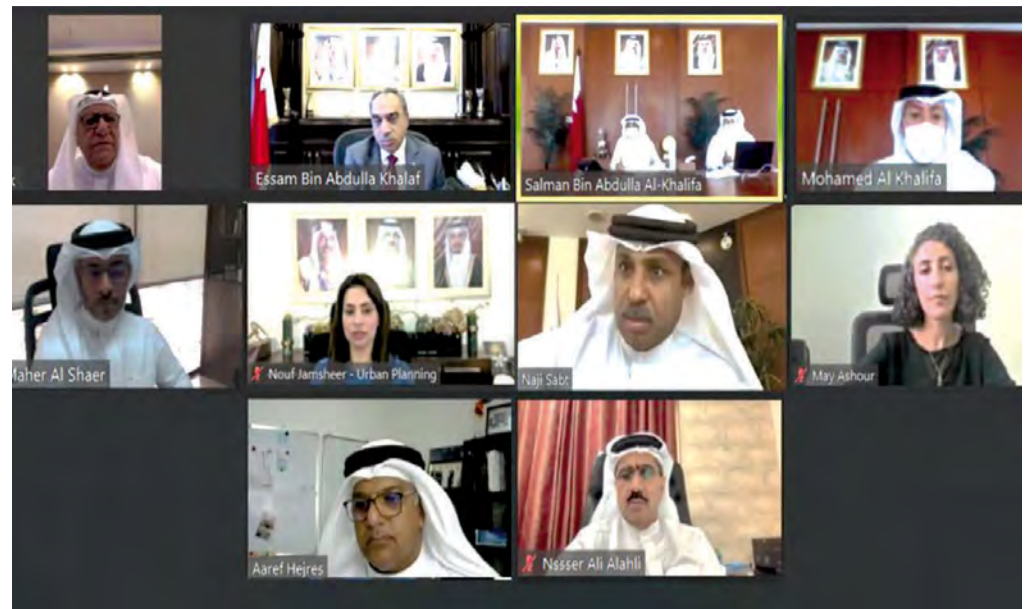 Essam Bin Abdulla Khalaf
Salman Bin Abdulla Al-Khalifa
Mohamed Al Khalifa
Maher Al Shaer
Nouf Jamsheer - Urban Planning
Naji Sabt
May Ashour
Aaref Hejres
Nssser Ali Alahli